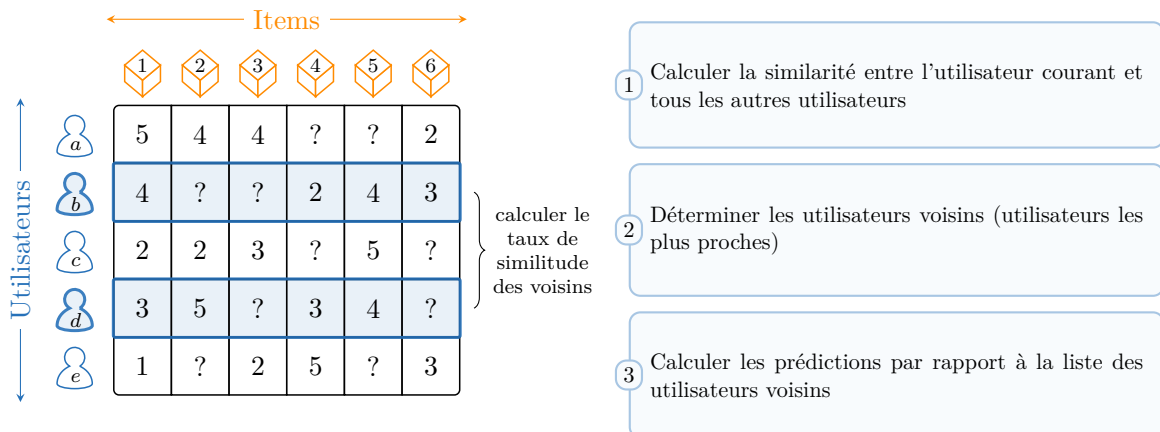 Items
1 2 3 4 5 6
Utilisateurs
a 5 4 4 ? ? 2
b 4 ? ? 2 4 3
c 2 2 3 ? 5 ?
d 3 5 ? 3 4 ?
e 1 ? 2 5 ? 3
calculer le
taux de
similitude
des voisins
1 Calculer la similarité entre l'utilisateur courant et
tous les autres utilisateurs
2 Déterminer les utilisateurs voisins (utilisateurs les
plus proches)
3 Calculer les prédictions par rapport à la liste des
utilisateurs voisins